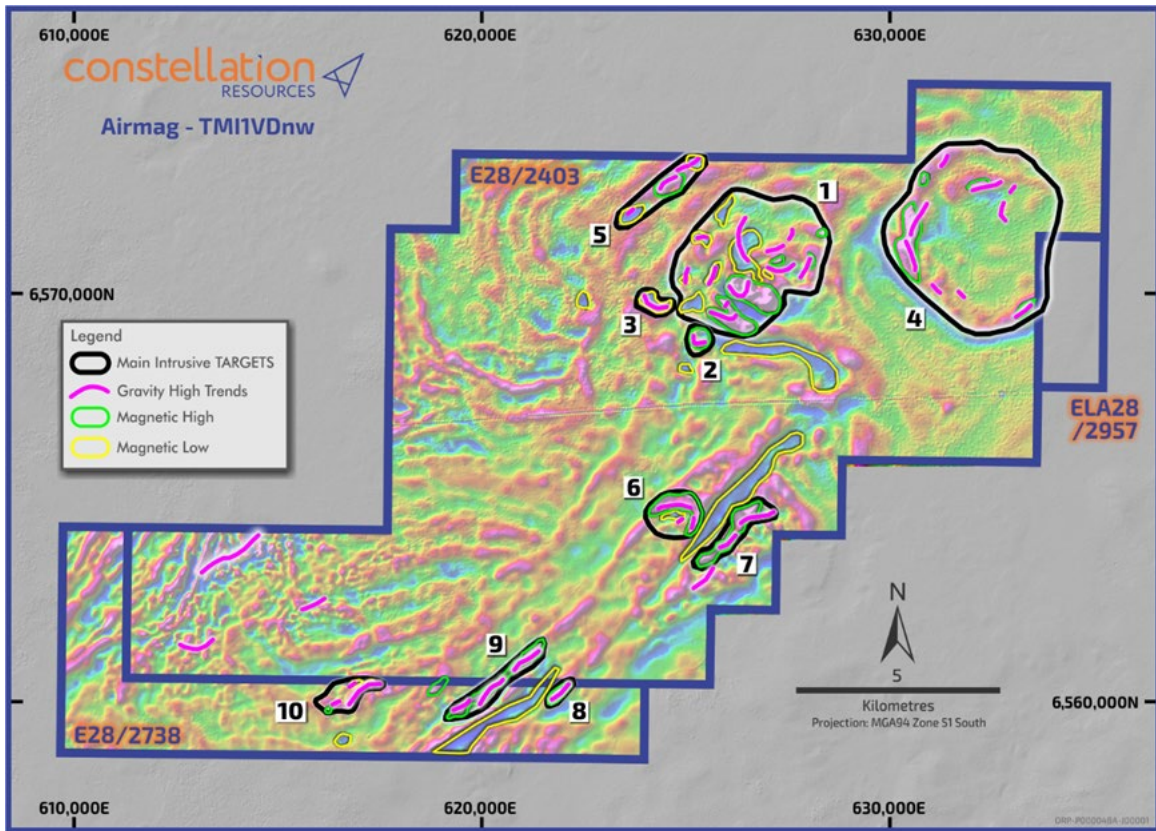 610,000E
620,000E
630,000E
constellation
RESOURCES
Airmag - TMI1VDnw
E28/2403
1
5
6,570,000N
3
4
2
Legend
Main Intrusive TARGETS
Gravity High Trends
Magnetic High
Magnetic Low
ELA28
/2957
6
7
N
9
5
Kilometres
Projection: MGA94 Zone 51 South
10
8
6,560,000N
E28/2738
610,000E
620,000E
630,000E